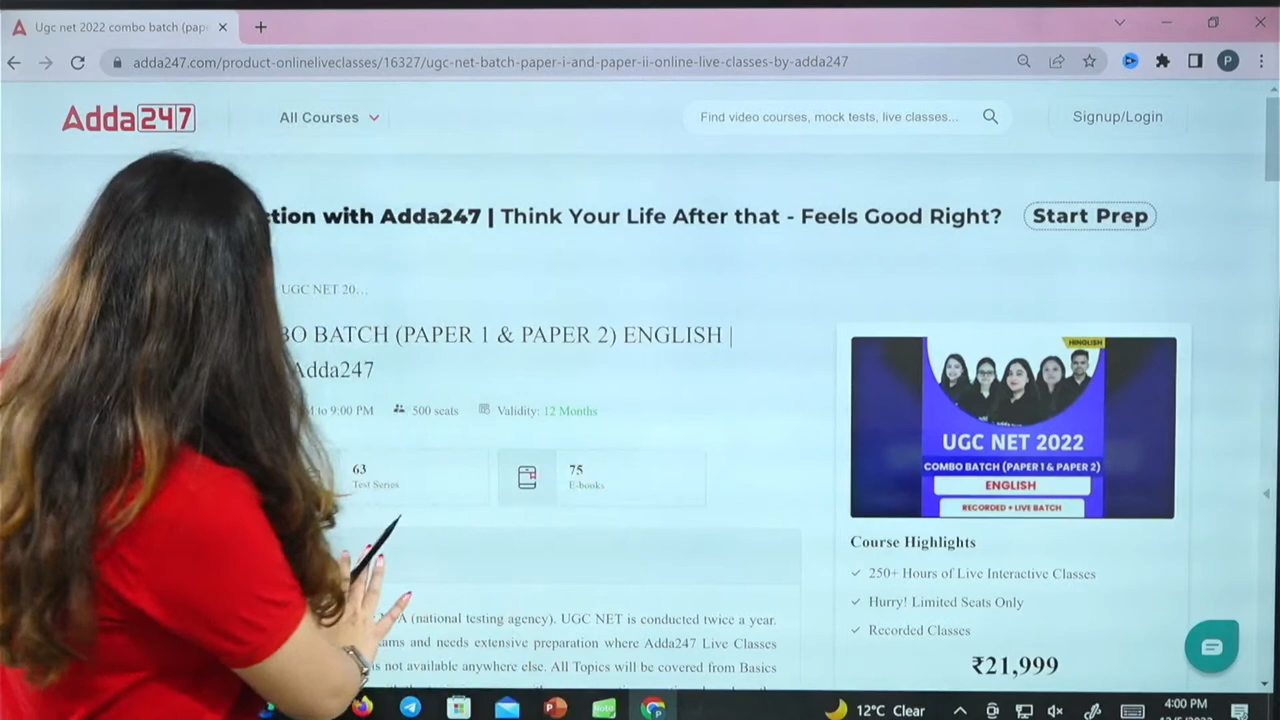 Ugc net 2022 combo batch (pap
adda247.com/product-onlineliveclasses/16327/ugc-net-batch-paper-i-and-paper-ii-online-live-classes-by-adda247
P
Adda247
All Courses
Find video courses, mock tests, live classes...
Signup/Login
with Adda247 | Think Your Life After that - Feels Good Right?
Start Prep
UGC NET 20...
BATCH (PAPER 1 & PAPER 2) ENGLISH |
Adda247
to 9:00 PM
500 seats
Validity: 12 Months
63
Test Series
75
E-books
HINGLISH
UGC NET 2022
COMBO BATCH (PAPER 1 & PAPER 2)
ENGLISH
RECORDED + LIVE BATCH
Course Highlights
250+ Hours of Live Interactive Classes
Hurry! Limited Seats Only
Recorded Classes
₹21,999
(national testing agency). UGC NET is conducted twice a year.
and needs extensive preparation where Adda247 Live Classes
is not available anywhere else. All Topics will be covered from Basics
12°C Clear
4:00 PM